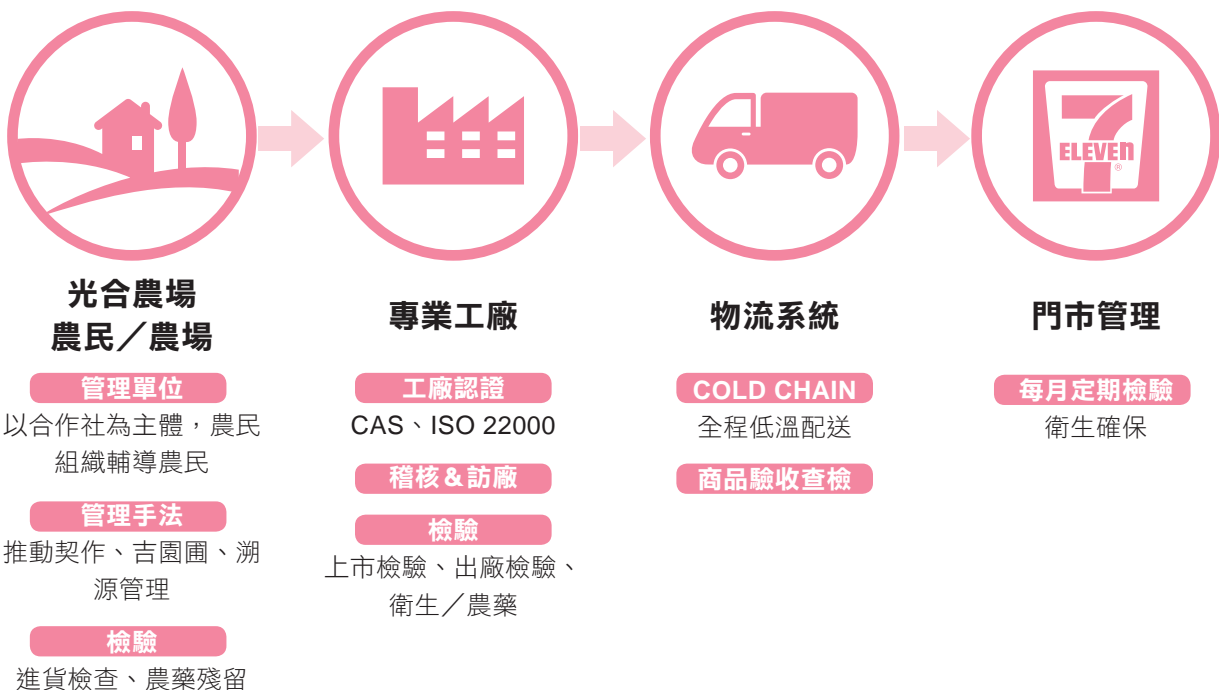 7
ELEVEn
®
光合農場
農民／農場
管理單位
以合作社為主體，農民
組織輔導農民
管理手法
推動契作、吉園圃、溯
源管理
檢驗
進貨檢查、農藥殘留
專業工廠
工廠認證
CAS、ISO 22000
稽核＆訪廠
檢驗
上市檢驗、出廠檢驗、
衛生／農藥
物流系統
COLD CHAIN
全程低溫配送
商品驗收查檢
門市管理
每月定期檢驗
衛生確保